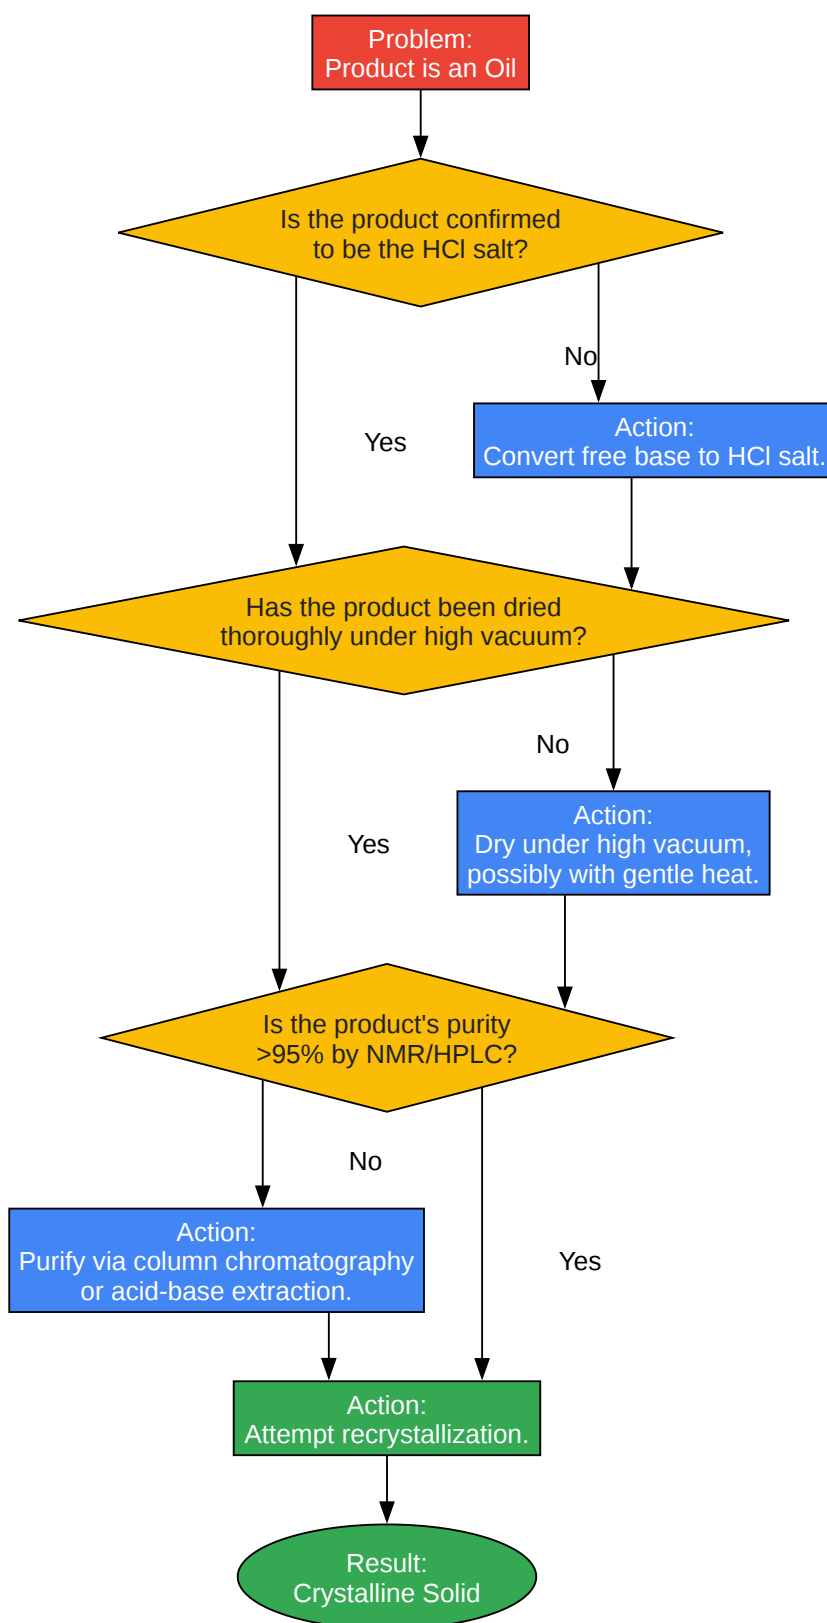 Problem:
Product is an Oil
Is the product confirmed
to be the HCl salt?
No
Action:
Convert free base to HCl salt.
Yes
Has the product been dried
thoroughly under high vacuum?
No
Action:
Dry under high vacuum,
possibly with gentle heat.
Yes
Is the product's purity
>95% by NMR/HPLC?
No
Action:
Purify via column chromatography
or acid-base extraction.
Yes
Action:
Attempt recrystallization.
Result:
Crystalline Solid